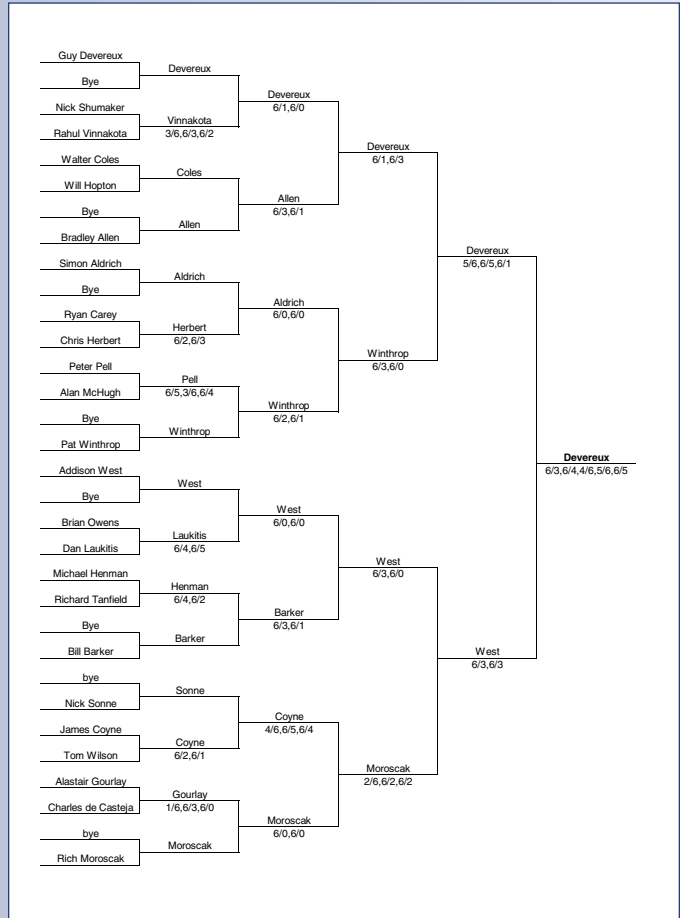 Guy Devereux
Devereux
Bye
Devereux
6/1,6/0
Nick Shumaker
Vinnakota
3/6,6/3,6/2
Rahul Vinnakota
Devereux
6/1,6/3
Walter Coles
Coles
Will Hopton
Allen
6/3,6/1
Bye
Allen
Bradley Allen
Devereux
5/6,6/5,6/1
Simon Aldrich
Aldrich
Bye
Aldrich
6/0,6/0
Ryan Carey
Herbert
6/2,6/3
Chris Herbert
Winthrop
6/3,6/0
Peter Pell
Pell
6/5,3/6,6/4
Alan McHugh
Winthrop
6/2,6/1
Bye
Winthrop
Pat Winthrop
Devereux
6/3,6/4,4/6,5/6,6/5
Addison West
West
Bye
West
6/0,6/0
Brian Owens
Laukitis
6/4,6/5
Dan Laukitis
West
6/3,6/0
Michael Henman
Henman
6/4,6/2
Richard Tanfield
Barker
6/3,6/1
Bye
Barker
Bill Barker
West
6/3,6/3
bye
Sonne
Nick Sonne
Coyne
4/6,6/5,6/4
James Coyne
Coyne
6/2,6/1
Tom Wilson
Moroscak
2/6,6/2,6/2
Alastair Gourlay
Gourlay
1/6,6/3,6/0
Charles de Casteja
Moroscak
6/0,6/0
bye
Moroscak
Rich Moroscak